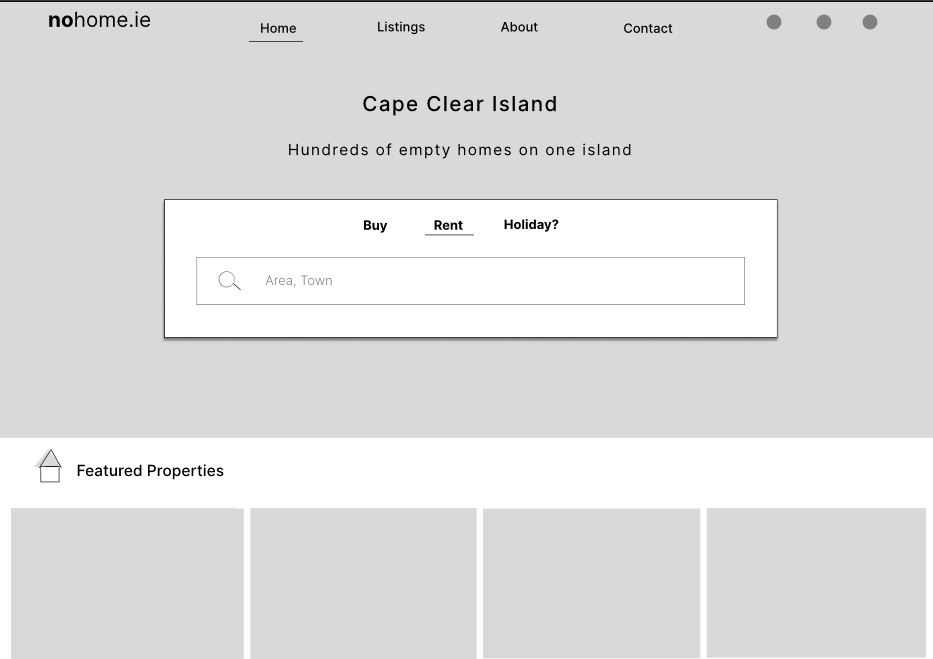 nohome.ie
Home Listings About Contact
Cape Clear Island
Hundreds of empty homes on one island
Buy Rent Holiday?
Area, Town
Featured Properties